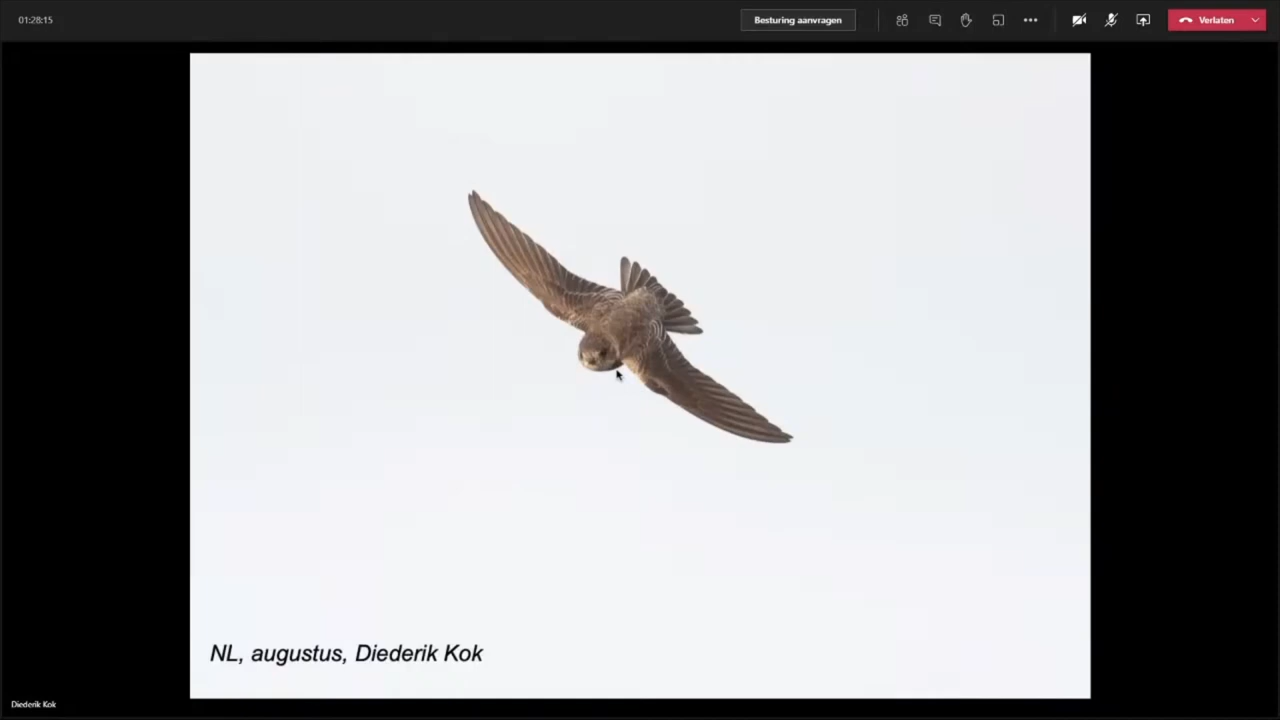 01:28:15
Besturing aanvragen
Verlaten
NL, augustus, Diederik Kok
Diederik Kok